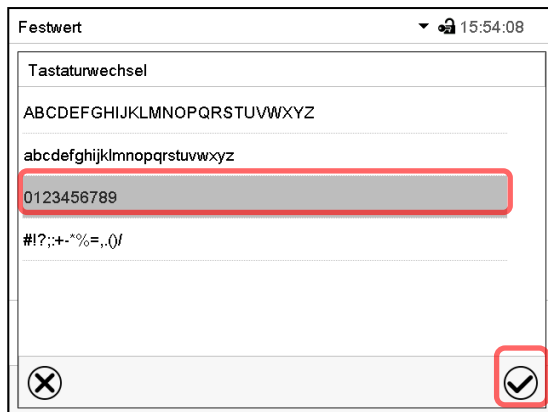 Festwert 15:54:08
Tastaturwechsel
ABCDEFGHIJKLMNOPQRSTUVWXYZ
abcdefghijklmnopqrstuvwxyz
0123456789
#!?;:+-*%=,.()/